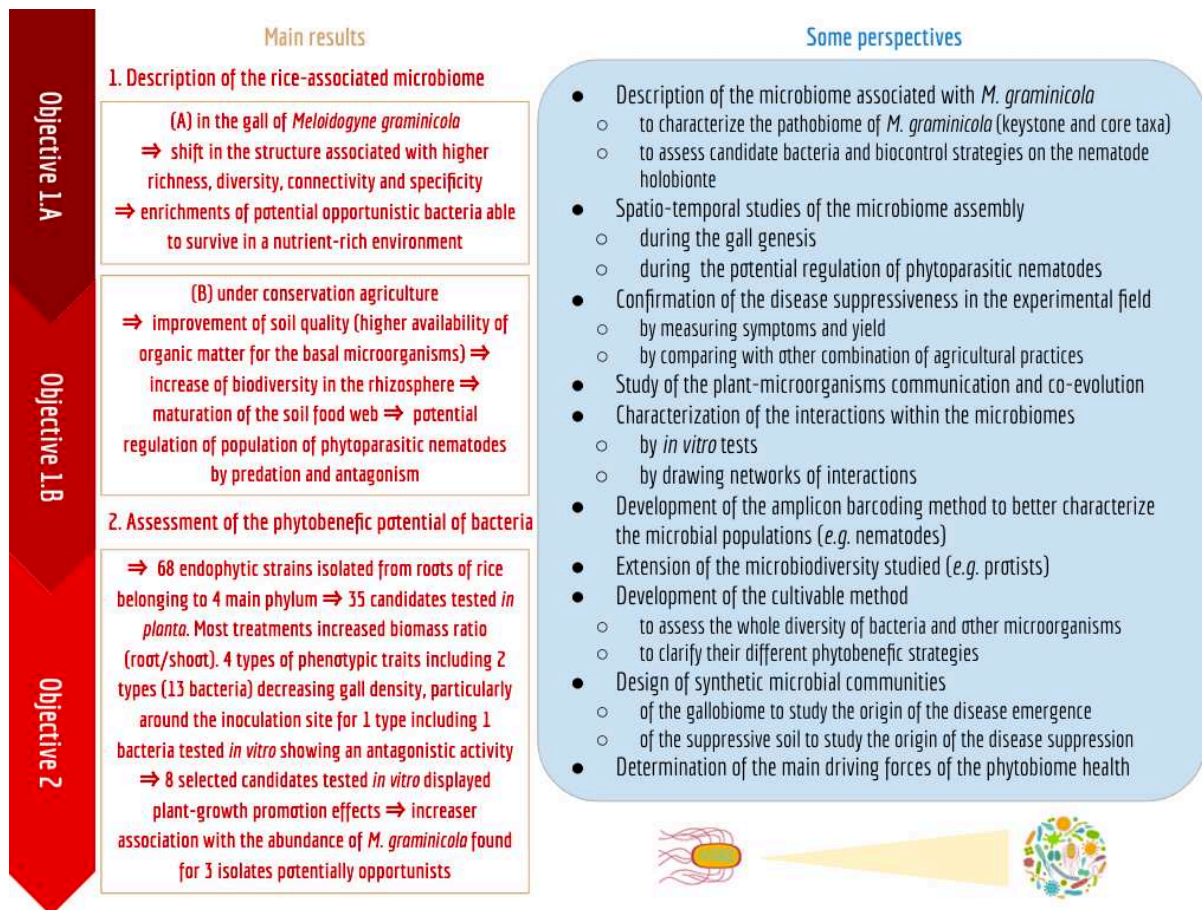 Main results
1. Description of the rice-associated microbiome
Objective 1.A
(A) in the gall of Meloidogyne graminicola
⇒ shift in the structure associated with higher
richness, diversity, connectivity and specificity
⇒ enrichments of potential opportunistic bacteria able
to survive in a nutrient-rich environment
Objective 1.B
(B) under conservation agriculture
⇒ improvement of soil quality (higher availability of
organic matter for the basal microorganisms) ⇒
increase of biodiversity in the rhizosphere ⇒
maturation of the soil food web ⇒ potential
regulation of population of phytoparasitic nematodes
by predation and antagonism
2. Assessment of the phytobenefic potential of bacteria
Objective 2
⇒ 68 endophytic strains isolated from roots of rice
belonging to 4 main phylum ⇒ 35 candidates tested in
planta. Most treatments increased biomass ratio
(root/shoot). 4 types of phenotypic traits including 2
types (13 bacteria) decreasing gall density, particularly
around the inoculation site for 1 type including 1
bacteria tested in vitro showing an antagonistic activity
⇒ 8 selected candidates tested in vitro displayed
plant-growth promotion effects ⇒ increaser
association with the abundance of M. graminicola found
for 3 isolates potentially opportunists
Some perspectives
● Description of the microbiome associated with M. graminicola
○ to characterize the pathobiome of M. graminicola (keystone and core taxa)
○ to assess candidate bacteria and biocontrol strategies on the nematode
holobionte
● Spatio-temporal studies of the microbiome assembly
○ during the gall genesis
○ during the potential regulation of phytoparasitic nematodes
● Confirmation of the disease suppressiveness in the experimental field
○ by measuring symptoms and yield
○ by comparing with other combination of agricultural practices
● Study of the plant-microorganisms communication and co-evolution
● Characterization of the interactions within the microbiomes
○ by in vitro tests
○ by drawing networks of interactions
● Development of the amplicon barcoding method to better characterize
the microbial populations (e.g. nematodes)
● Extension of the microbiodiversity studied (e.g. protists)
● Development of the cultivable method
○ to assess the whole diversity of bacteria and other microorganisms
○ to clarify their different phytobenefic strategies
● Design of synthetic microbial communities
○ of the gallobiome to study the origin of the disease emergence
○ of the suppressive soil to study the origin of the disease suppression
● Determination of the main driving forces of the phytobiome health